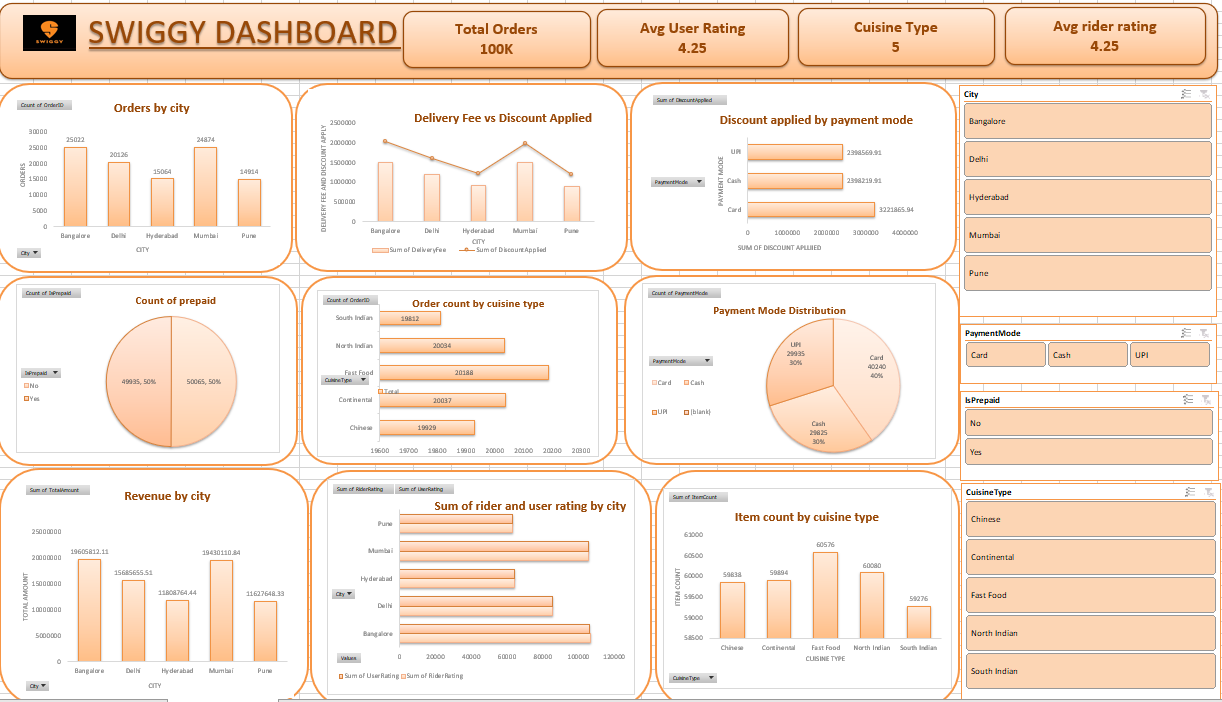 SWIGGY
SWIGGY DASHBOARD
Total Orders
100K
Avg User Rating
4.25
Cuisine Type
5
Avg rider rating
4.25
Count of OrderID
Orders by city
ORDERS
30000
25000
20000
15000
10000
5000
0
25022
20126
15064
24874
14914
Bangalore
Delhi
Hyderabad
Mumbai
Pune
CITY
City
Delivery Fee vs Discount Applied
DELIVERY FEE AND DISCOUNT APPLY
2500000
2000000
1500000
1000000
500000
0
Bangalore
Delhi
Hyderabad
Mumbai
Pune
CITY
Sum of DeliveryFee
Sum of DiscountApplied
Sum of DiscountApplied
Discount applied by payment mode
PaymentMode
PAYMENT MODE
UPI
2398569.91
Cash
2398219.91
Card
3221865.94
0
1000000
2000000
3000000
4000000
SUM OF DISCOUNT APLLIED
City
Bangalore
Delhi
Hyderabad
Mumbai
Pune
Count of IsPrepaid
Count of prepaid
IsPrepaid
No
Yes
49935, 50%
50065, 50%
Count of OrderID
Order count by cuisine type
South Indian
19812
North Indian
20034
Fast Food
20188
CuisineType
Total
Continental
20037
Chinese
19929
19600
19700
19800
19900
20000
20100
20200
20300
Count of PaymentMode
Payment Mode Distribution
PaymentMode
Card
Cash
UPI
(blank)
UPI
29935
30%
Card
40240
40%
Cash
29825
30%
PaymentMode
Card
Cash
UPI
IsPrepaid
No
Yes
Sum of TotalAmount
Revenue by city
TOTAL AMOUNT
25000000
20000000
15000000
10000000
5000000
0
19605812.11
15685655.51
11808764.44
19430110.84
11627648.33
Bangalore
Delhi
Hyderabad
Mumbai
Pune
CITY
City
Sum of RiderRating
Sum of UserRating
Sum of rider and user rating by city
Pune
Mumbai
Hyderabad
City
Delhi
Bangalore
0
20000
40000
60000
80000
100000
120000
Values
Sum of UserRating
Sum of RiderRating
Sum of ItemCount
Item count by cuisine type
ITEM COUNT
61000
60500
60000
59500
59000
58500
59838
59894
60576
60080
59276
Chinese
Continental
Fast Food
North Indian
South Indian
CUISINE TYPE
CuisineType
CuisineType
Chinese
Continental
Fast Food
North Indian
South Indian